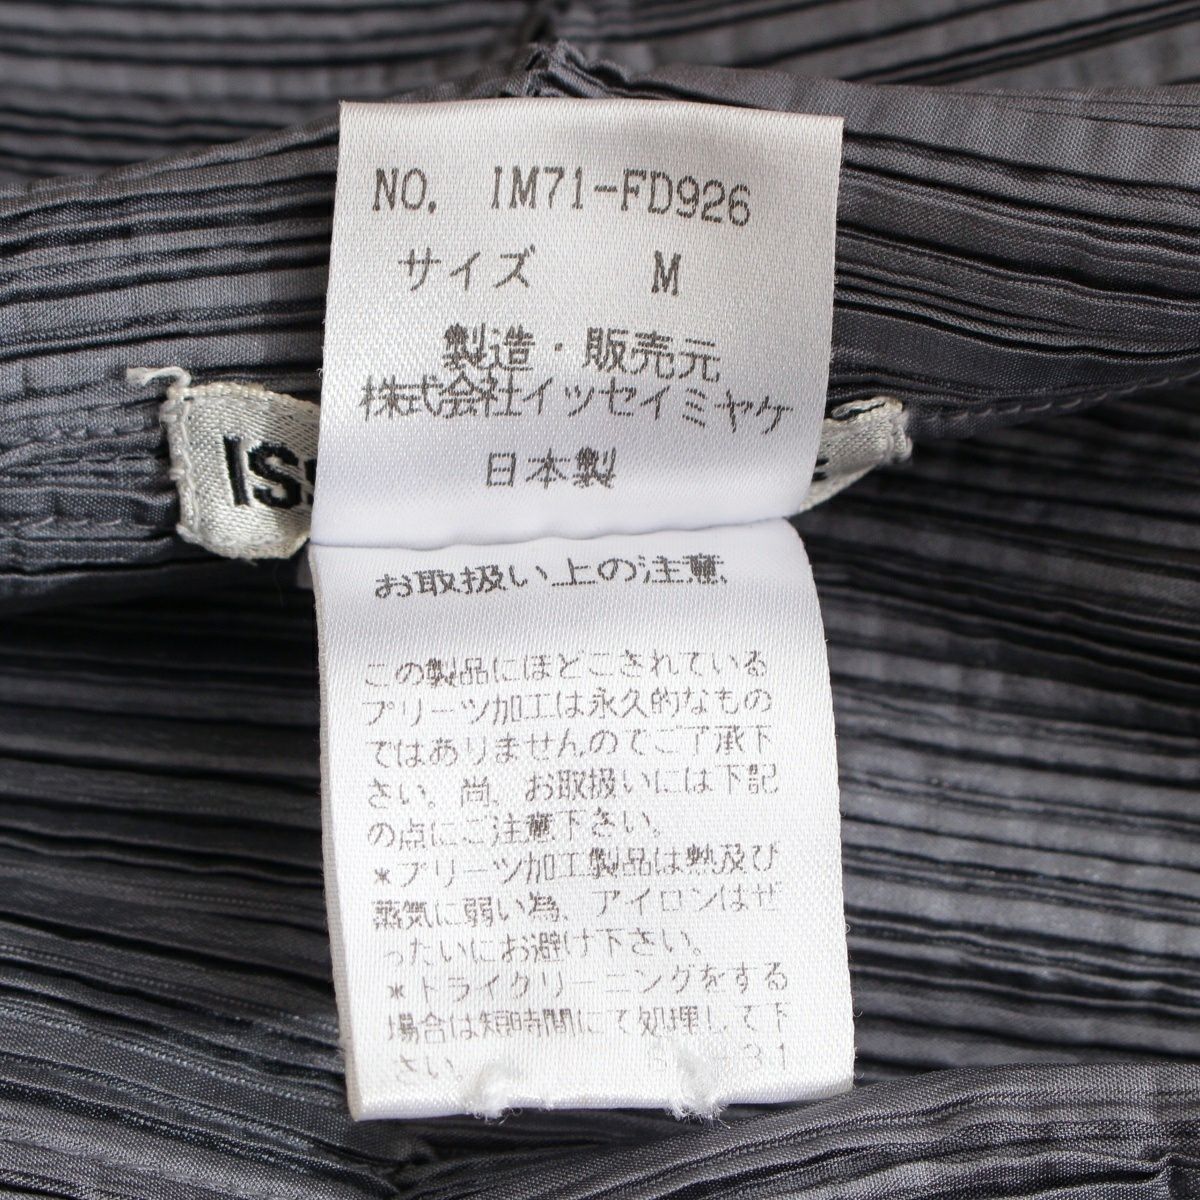 NO. IM71-FD926
サイズ M
製造・販売元
株式会社イッセイミヤケ
日本製
IS
お取扱い上の注意
この製品にほどこされている
プリーツ加工は永久的なもの
ではありませんのでご了承下
さい。尚、お取扱いには下記
の点にご注意下さい。
*プリーツ加工製品は熱及び
蒸気に弱い為、アイロンはぜ
ったいにお避け下さい。
*ドライクリーニングをする
場合は短時間にて処理して下
さい。